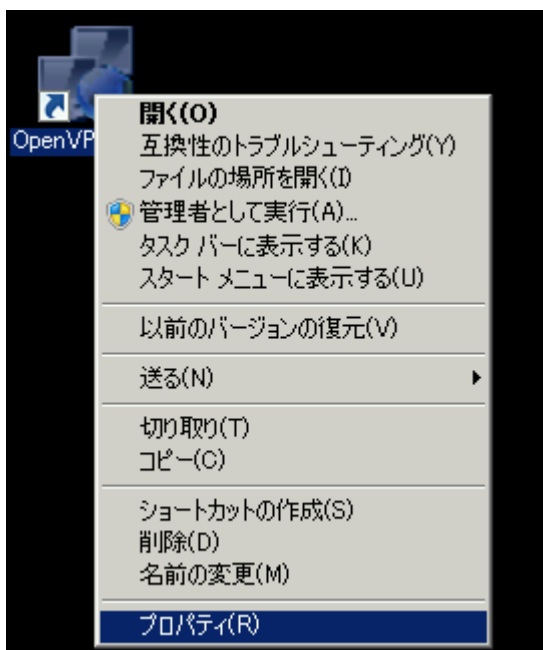 OpenVP
開く(O)
互換性のトラブルシューティング(Y)
ファイルの場所を開く(I)
管理者として実行(A)...
タスク バーに表示する(K)
スタート メニューに表示する(U)
以前のバージョンの復元(V)
送る(N)
切り取り(T)
コピー(C)
ショートカットの作成(S)
削除(D)
名前の変更(M)
プロパティ(R)